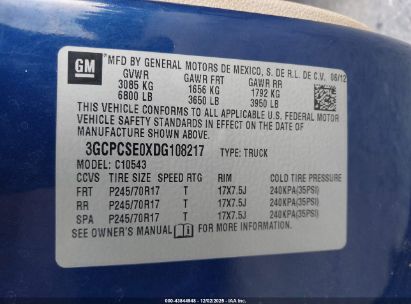 GM
MFD BY GENERAL MOTORS DE MEXICO, S. DE R.L. DE C.V. 06/12
GVWR GAWR FRT GAWR RR
3085 KG 1656 KG 1792 KG
6800 LB 3650 LB 3950 LB
THIS VEHICLE CONFORMS TO ALL APPLICABLE U.S. FEDERAL MOTOR
VEHICLE SAFETY, BUMPER, AND THEFT PREVENTION STANDARDS
IN EFFECT ON THE DATE OF MANUFACTURE SHOWN ABOVE.
3GCPCSE0XDG108217 TYPE: TRUCK
MODEL: C10543
CCVS TIRE SIZE SPEED RTG RIM COLD TIRE PRESSURE
FRT P245/70R17 T 17X7.5J 240KPA(35PSI)
RR P245/70R17 T 17X7.5J 240KPA(35PSI)
SPA P245/70R17 T 17X7.5J 240KPA(35PSI)
SEE OWNER'S MANUAL FOR MORE INFORMATION